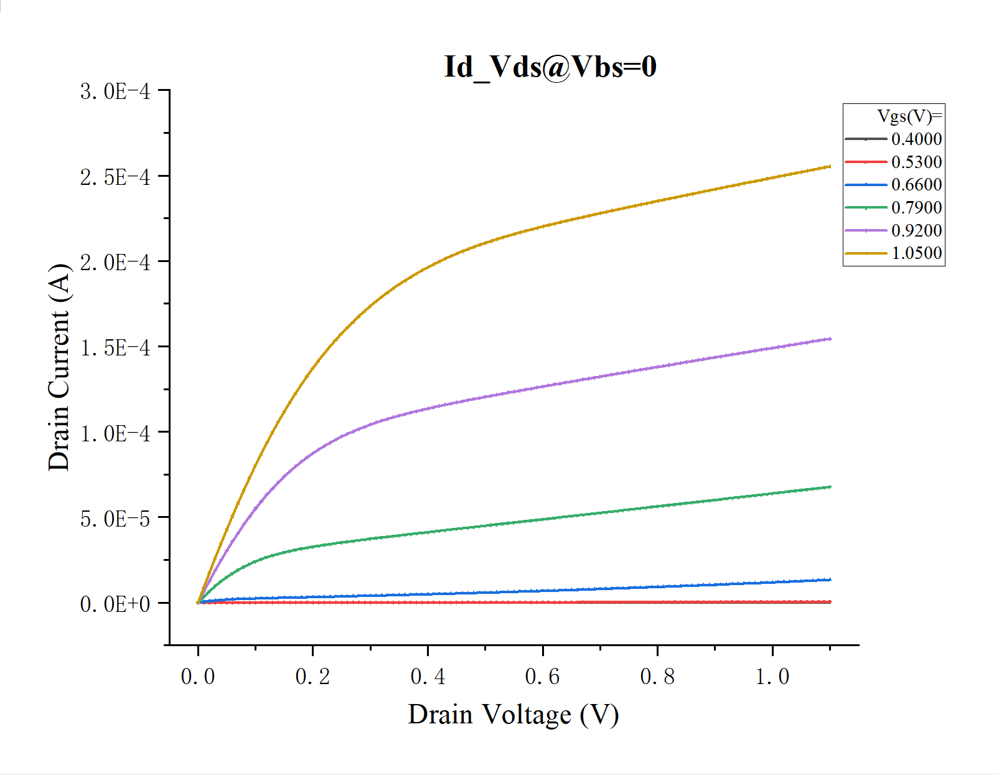 Id_Vds@Vbs=0
3.0E-4
2.5E-4
2.0E-4
1.5E-4
1.0E-4
5.0E-5
0.0E+0
Drain Current (A)
Vgs(V)=
0.4000
0.5300
0.6600
0.7900
0.9200
1.0500
0.0 0.2 0.4 0.6 0.8 1.0
Drain Voltage (V)